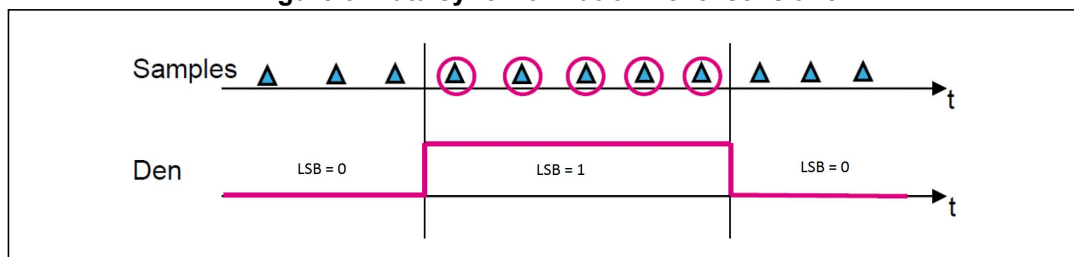 Samples
t
Den
LSB = 0
LSB = 1
LSB = 0
t